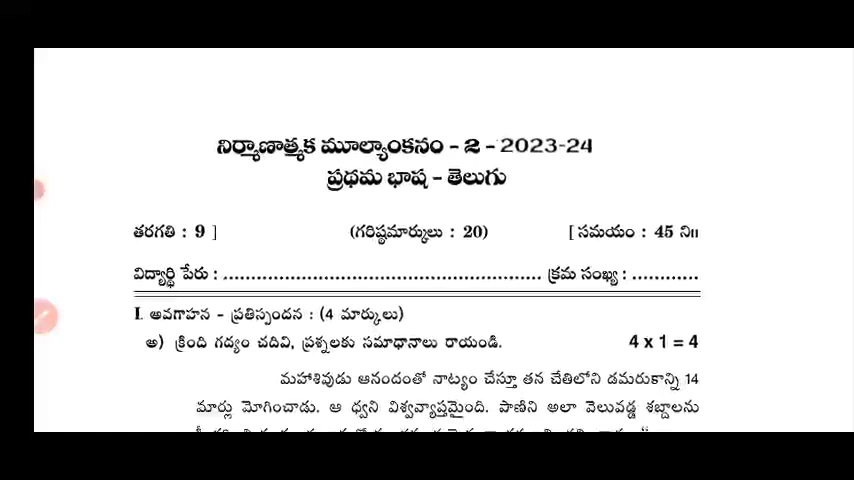 నిర్మాణాత్మక మూల్యాంకనం - 2 - 2023-24
ప్రథమ భాష - తెలుగు
తరగతి : 9 ] (గరిష్ఠమార్కులు : 20) [ సమయం : 45 ని॥
విద్యార్థి పేరు : .......................................................... క్రమ సంఖ్య : ............
I. అవగాహన - ప్రతిస్పందన : (4 మార్కులు)
అ) క్రింది గద్యం చదివి, ప్రశ్నలకు సమాధానాలు రాయండి. 4 x 1 = 4
మహాశివుడు ఆనందంతో నాట్యం చేస్తూ తన చేతిలోని డమరుకాన్ని 14
మార్లు మోగించాడు. ఆ ధ్వని విశ్వవ్యాప్తమైంది. పాణిని అలా వెలువడ్డ శబ్దాలను